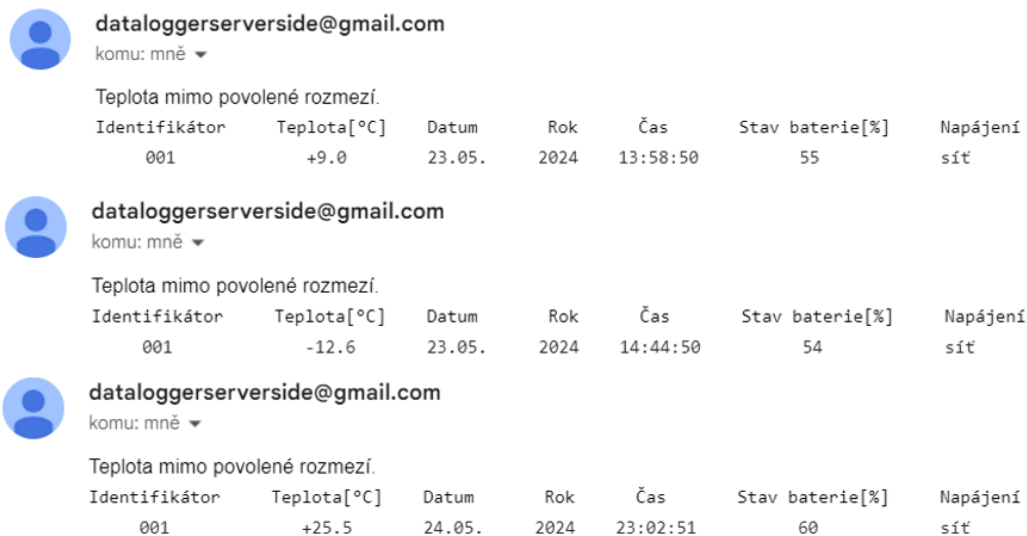 dataloggerserverside@gmail.com
komu: mně
Teplota mimo povolené rozmezí.
Identifikátor Teplota[°C] Datum Rok Čas Stav baterie[%] Napájení
001 +9.0 23.05. 2024 13:58:50 55 síť
dataloggerserverside@gmail.com
komu: mně
Teplota mimo povolené rozmezí.
Identifikátor Teplota[°C] Datum Rok Čas Stav baterie[%] Napájení
001 -12.6 23.05. 2024 14:44:50 54 síť
dataloggerserverside@gmail.com
komu: mně
Teplota mimo povolené rozmezí.
Identifikátor Teplota[°C] Datum Rok Čas Stav baterie[%] Napájení
001 +25.5 24.05. 2024 23:02:51 60 síť